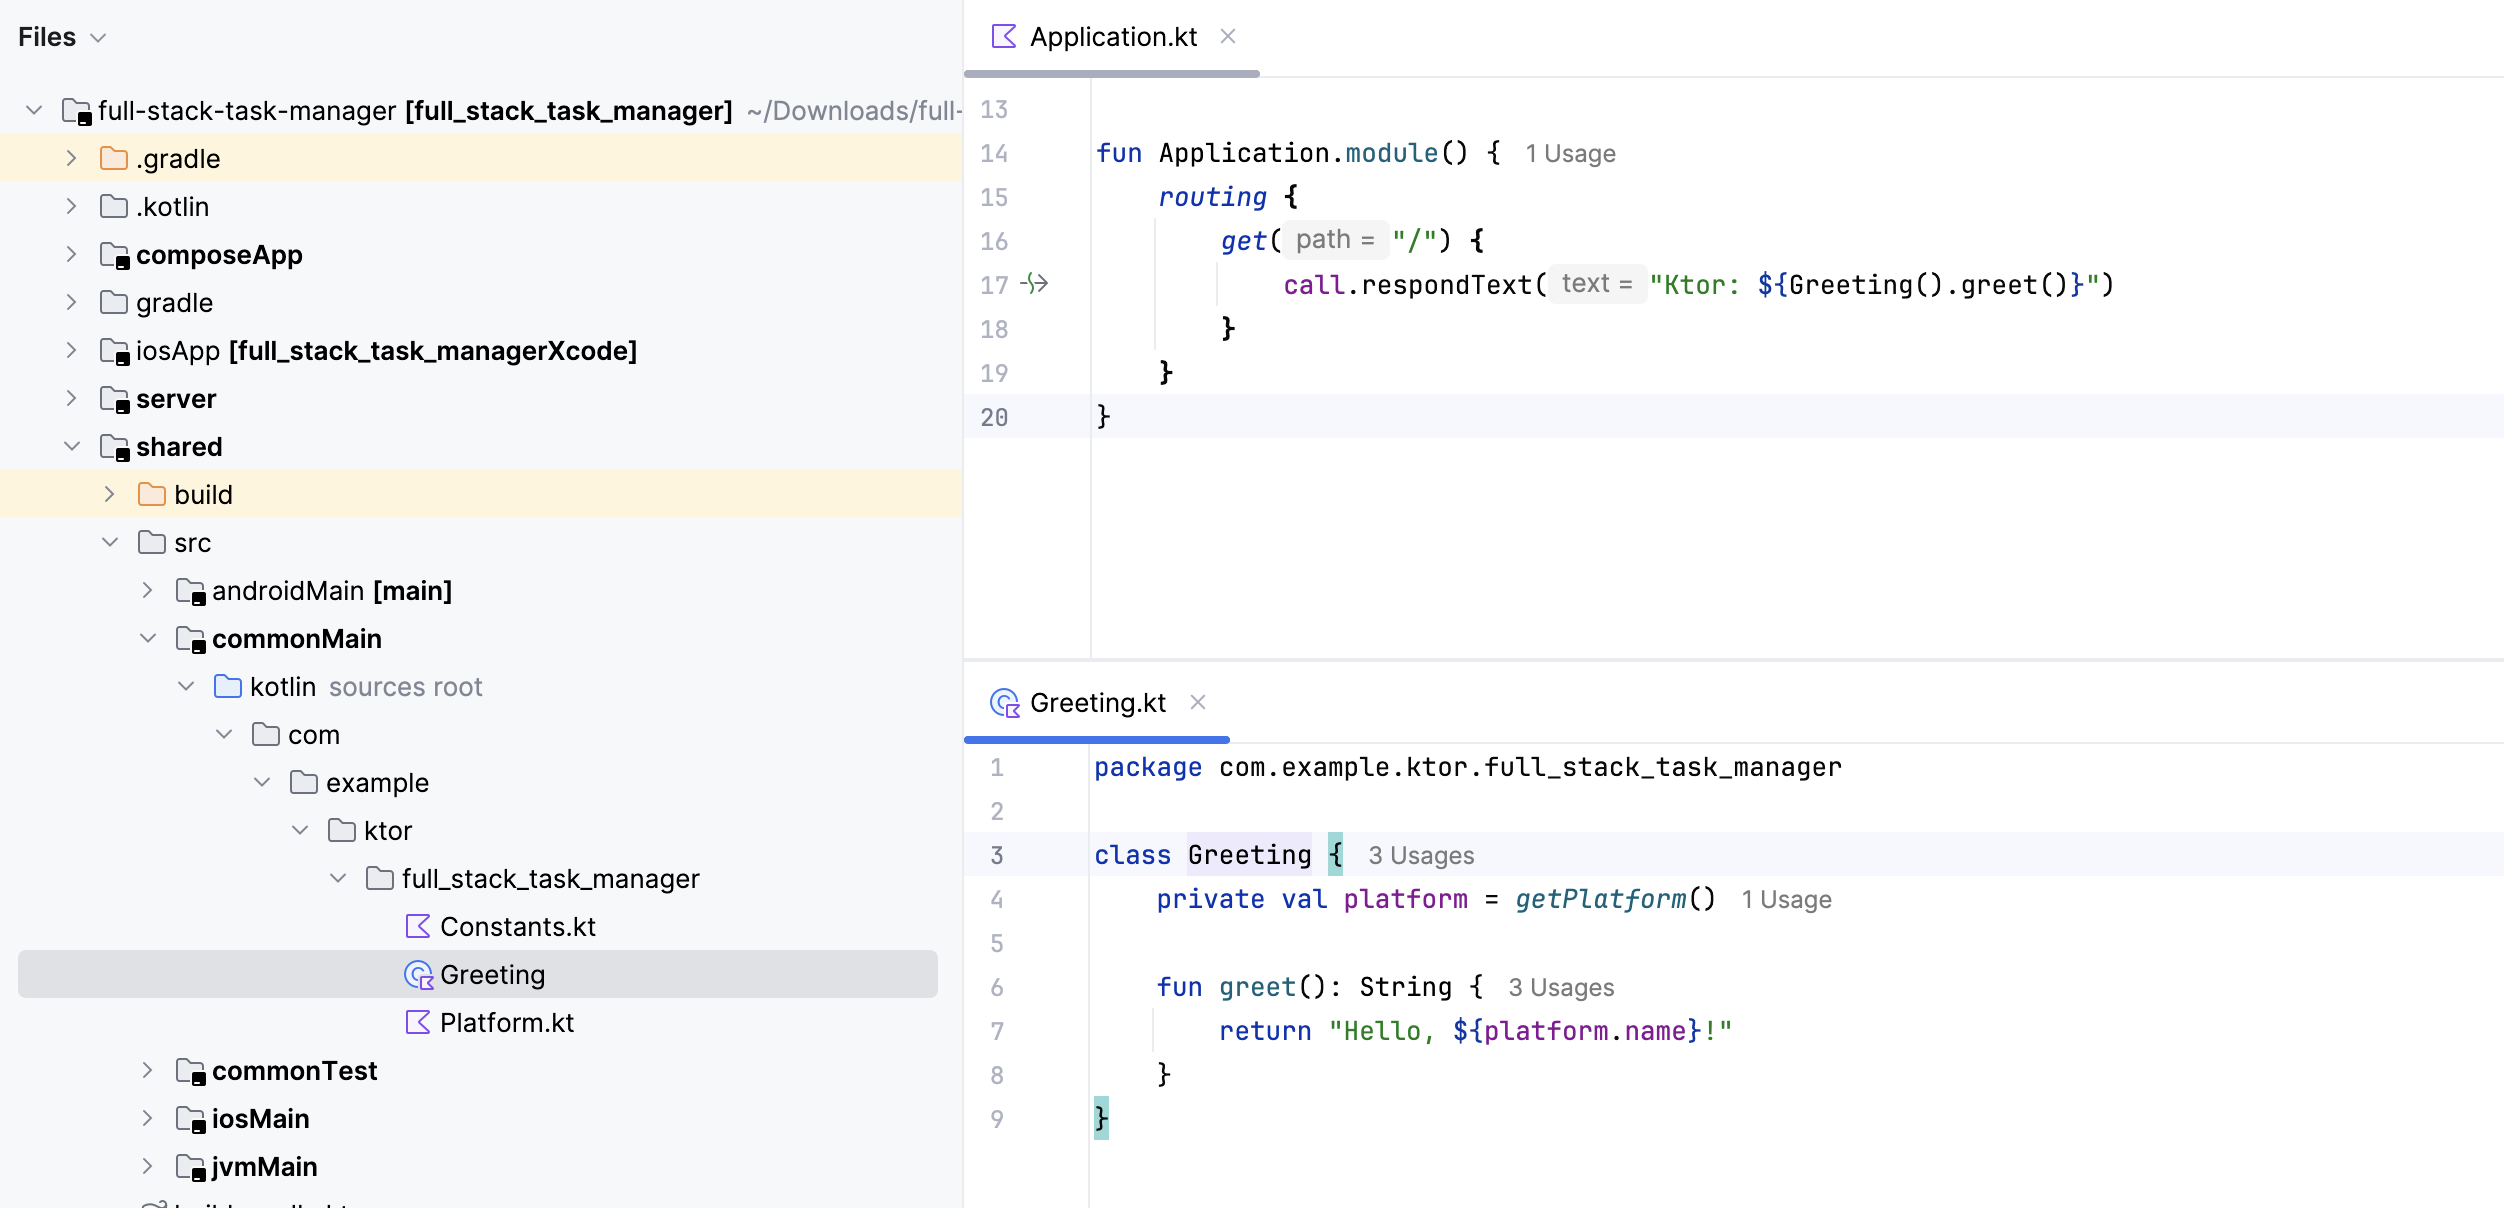 Files
full-stack-task-manager [full_stack_task_manager] ~/Downloads/full-
.gradle
.kotlin
composeApp
gradle
iosApp [full_stack_task_managerXcode]
server
shared
build
src
androidMain [main]
commonMain
kotlin sources root
com
example
ktor
full_stack_task_manager
Constants.kt
Greeting
Platform.kt
commonTest
iosMain
jvmMain
Application.kt
13
14 fun Application.module() { 1 Usage
15 routing {
16 get( path = "/") {
17 call.respondText( text = "Ktor: ${Greeting().greet()}")
18 }
19 }
20 }
Greeting.kt
1 package com.example.ktor.full_stack_task_manager
2
3 class Greeting { 3 Usages
4 private val platform = getPlatform() 1 Usage
5
6 fun greet(): String { 3 Usages
7 return "Hello, ${platform.name}!"
8 }
9 }